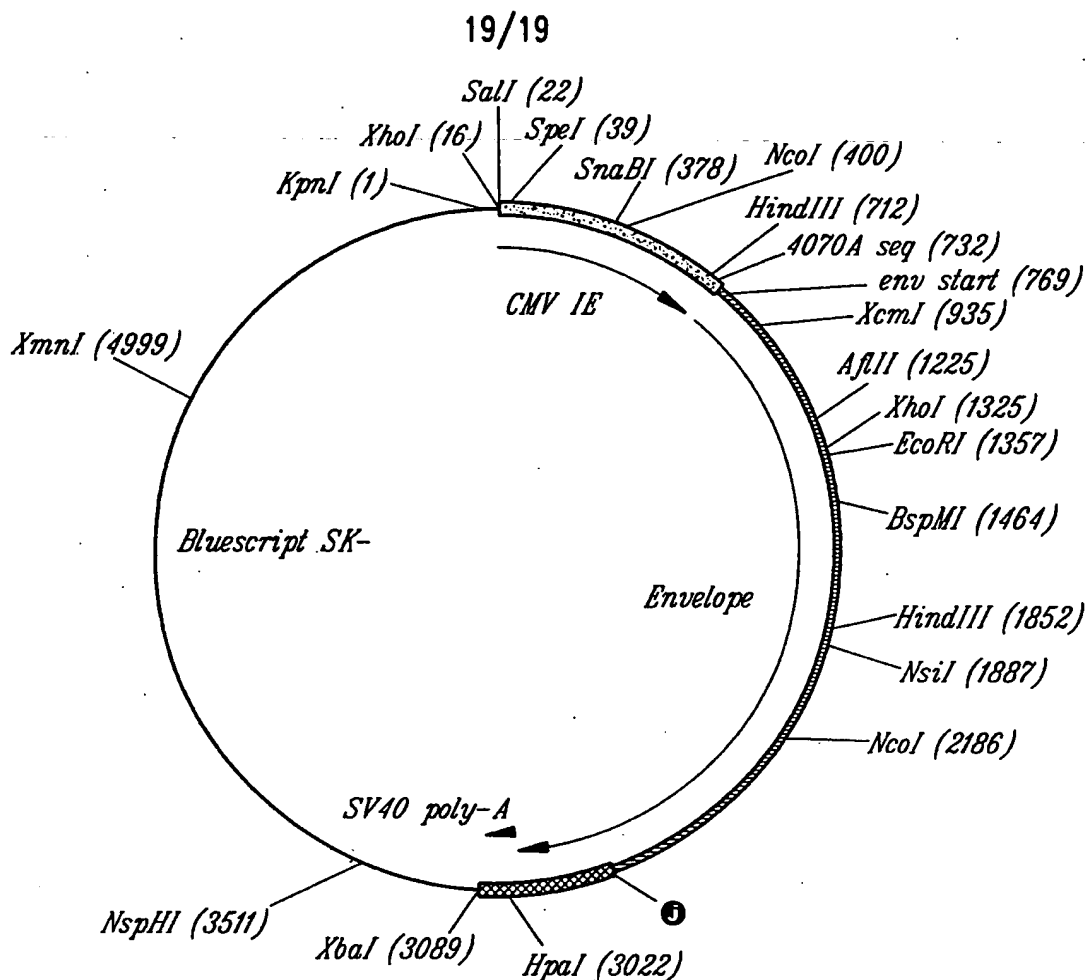 19/19
SalI (22)
XhoI (16)
SpeI (39)
KpnI (1)
SnaBI (378)
NcoI (400)
HindIII (712)
4070A seq (732)
env start (769)
XcmI (935)
CMV IE
XmnI (4999)
AflII (1225)
XhoI (1325)
EcoRI (1357)
BspMI (1464)
Bluescript SK-
Envelope
HindIII (1852)
NsiI (1887)
NcoI (2186)
SV40 poly-A
j
NspHI (3511)
XbaI (3089)
HpaI (3022)